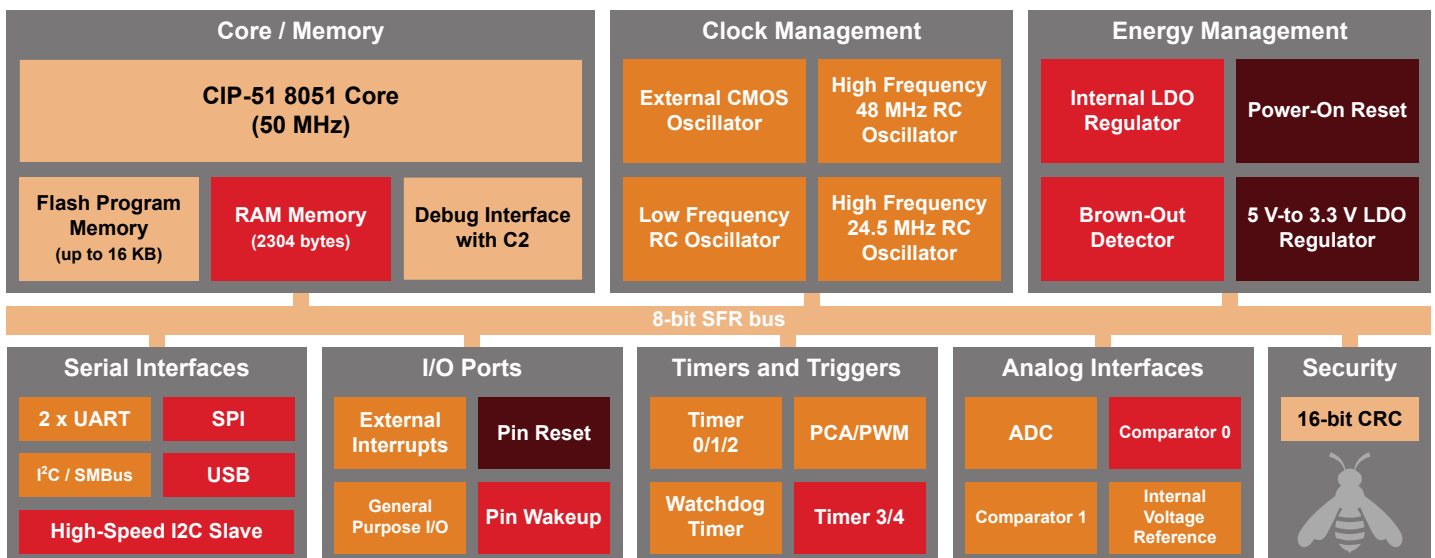 Core / Memory
CIP-51 8051 Core
(50 MHz)
Flash Program
Memory
(up to 16 KB)
RAM Memory
(2304 bytes)
Debug Interface
with C2
Clock Management
External CMOS
Oscillator
High Frequency
48 MHz RC
Oscillator
Low Frequency
RC Oscillator
High Frequency
24.5 MHz RC
Oscillator
Energy Management
Internal LDO
Regulator
Power-On Reset
Brown-Out
Detector
5 V-to 3.3 V LDO
Regulator
8-bit SFR bus
Serial Interfaces
2 x UART
SPI
I²C / SMBus
USB
High-Speed I2C Slave
I/O Ports
External
Interrupts
Pin Reset
General
Purpose I/O
Pin Wakeup
Timers and Triggers
Timer
0/1/2
PCA/PWM
Watchdog
Timer
Timer 3/4
Analog Interfaces
ADC
Comparator 0
Comparator 1
Internal
Voltage
Reference
Security
16-bit CRC